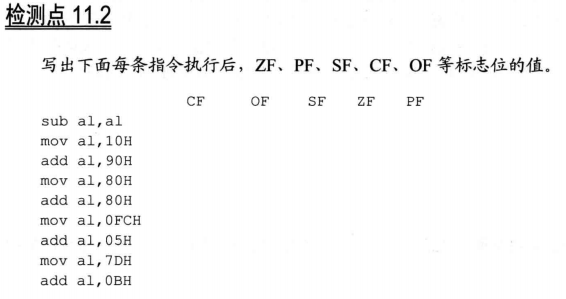 检测点 11.2
写出下面每条指令执行后，ZF、PF、SF、CF、OF 等标志位的值。
CF OF SF ZF PF
sub al,al
mov al,10H
add al,90H
mov al,80H
add al,80H
mov al,0FCH
add al,05H
mov al,7DH
add al,0BH